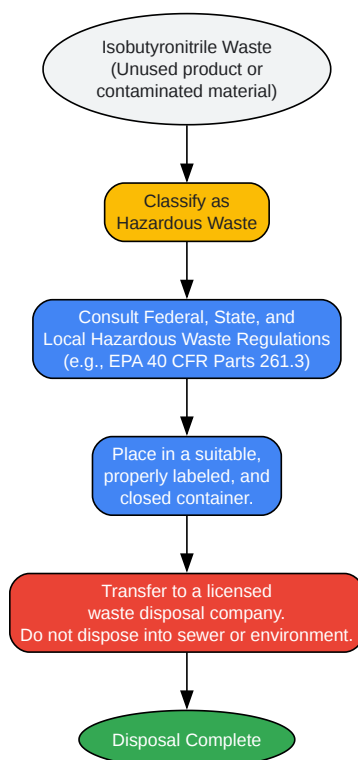 Isobutyronitrile Waste
(Unused product or
contaminated material)
Classify as
Hazardous Waste
Consult Federal, State, and
Local Hazardous Waste Regulations
(e.g., EPA 40 CFR Parts 261.3)
Place in a suitable,
properly labeled, and
closed container.
Transfer to a licensed
waste disposal company.
Do not dispose into sewer or environment.
Disposal Complete